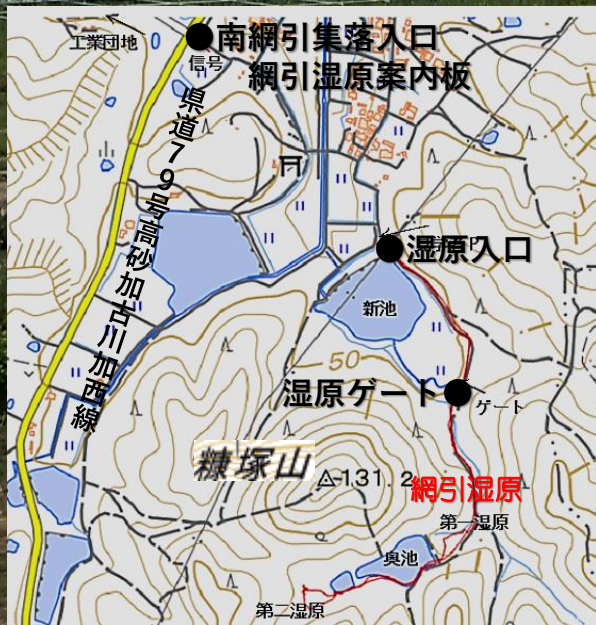 工業団地
南網引集落入口
信号
網引湿原案内板
県道79号高砂加古川加西線
湿原入口
新池
50
湿原ゲート
ゲート
糠塚山
131.2
網引湿原
第一湿原
奥池
第二湿原